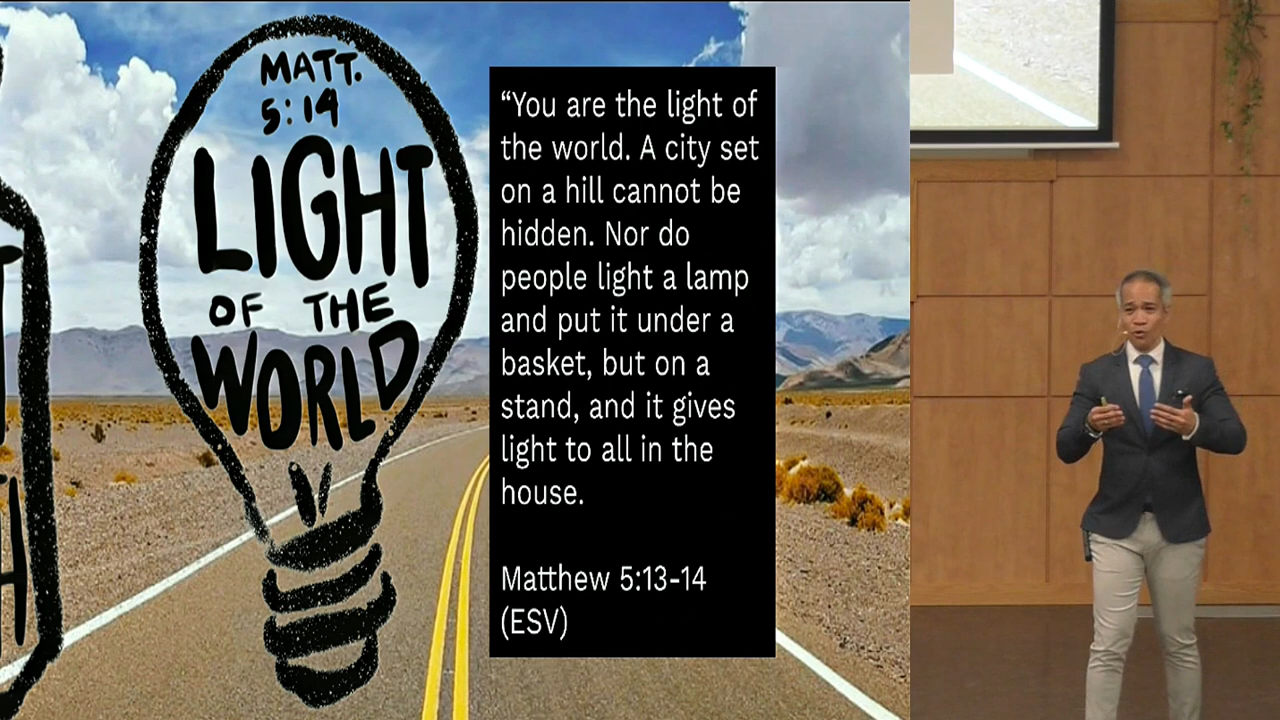 MATT.
5:14
LIGHT
OF THE
WORLD
“You are the light of
the world. A city set
on a hill cannot be
hidden. Nor do
people light a lamp
and put it under a
basket, but on a
stand, and it gives
light to all in the
house.
Matthew 5:13-14
(ESV)